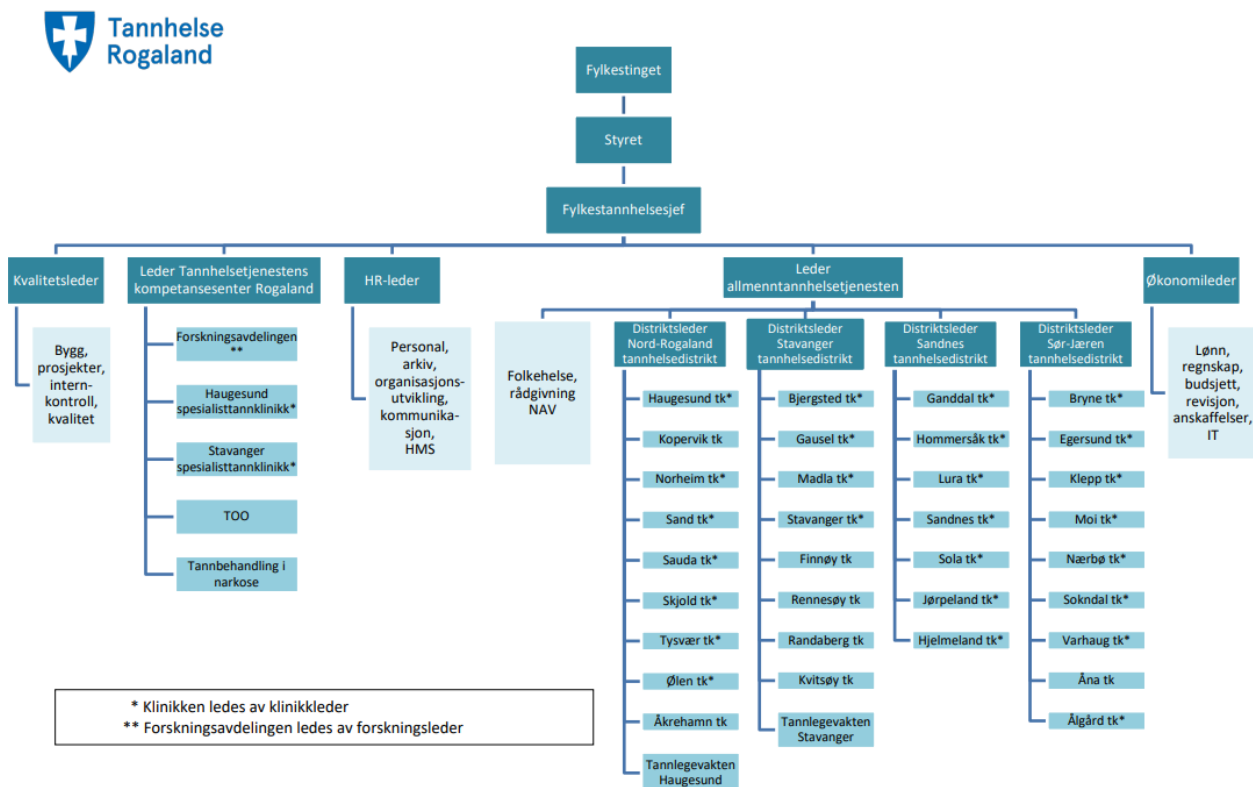 Tannhelse
Rogaland
Fylkestinget
Styret
Fylkestannhelsesjef
Kvalitetsleder
Bygg,
prosjekter,
intern-
kontroll,
kvalitet
Leder Tannhelsetjenestens
kompetansesenter Rogaland
Forskningsavdelingen
**
Haugesund
spesialisttannklinikk*
Stavanger
spesialisttannklinikk*
TOO
Tannbehandling i
narkose
HR-leder
Personal,
arkiv,
organisasjons-
utvikling,
kommunika-
sjon,
HMS
Leder
allmenntannhelsetjenesten
Folkehelse,
rådgivning
NAV
Distriktsleder
Nord-Rogaland
tannhelsedistrikt
Haugesund tk*
Kopervik tk
Norheim tk*
Sand tk*
Sauda tk*
Skjold tk*
Tysvær tk*
Ølen tk*
Åkrehamn tk
Tannlegevakten
Haugesund
Distriktsleder
Stavanger
tannhelsedistrikt
Bjergsted tk*
Gausel tk*
Madla tk*
Stavanger tk*
Finnøy tk
Rennesøy tk
Randaberg tk
Kvitsøy tk
Tannlegevakten
Stavanger
Distriktsleder
Sandnes
tannhelsedistrikt
Ganddal tk*
Hommersåk tk*
Lura tk*
Sandnes tk*
Sola tk*
Jørpeland tk*
Hjelmeland tk*
Distriktsleder
Sør-Jæren
tannhelsedistrikt
Bryne tk*
Egersund tk*
Klepp tk*
Moi tk*
Nærbø tk*
Sokndal tk*
Varhaug tk*
Åna tk
Ålgård tk*
Økonomileder
Lønn,
regnskap,
budsjett,
revisjon,
anskaffelser,
IT
* Klinikken ledes av klinikkleder
** Forskningsavdelingen ledes av forskningsleder